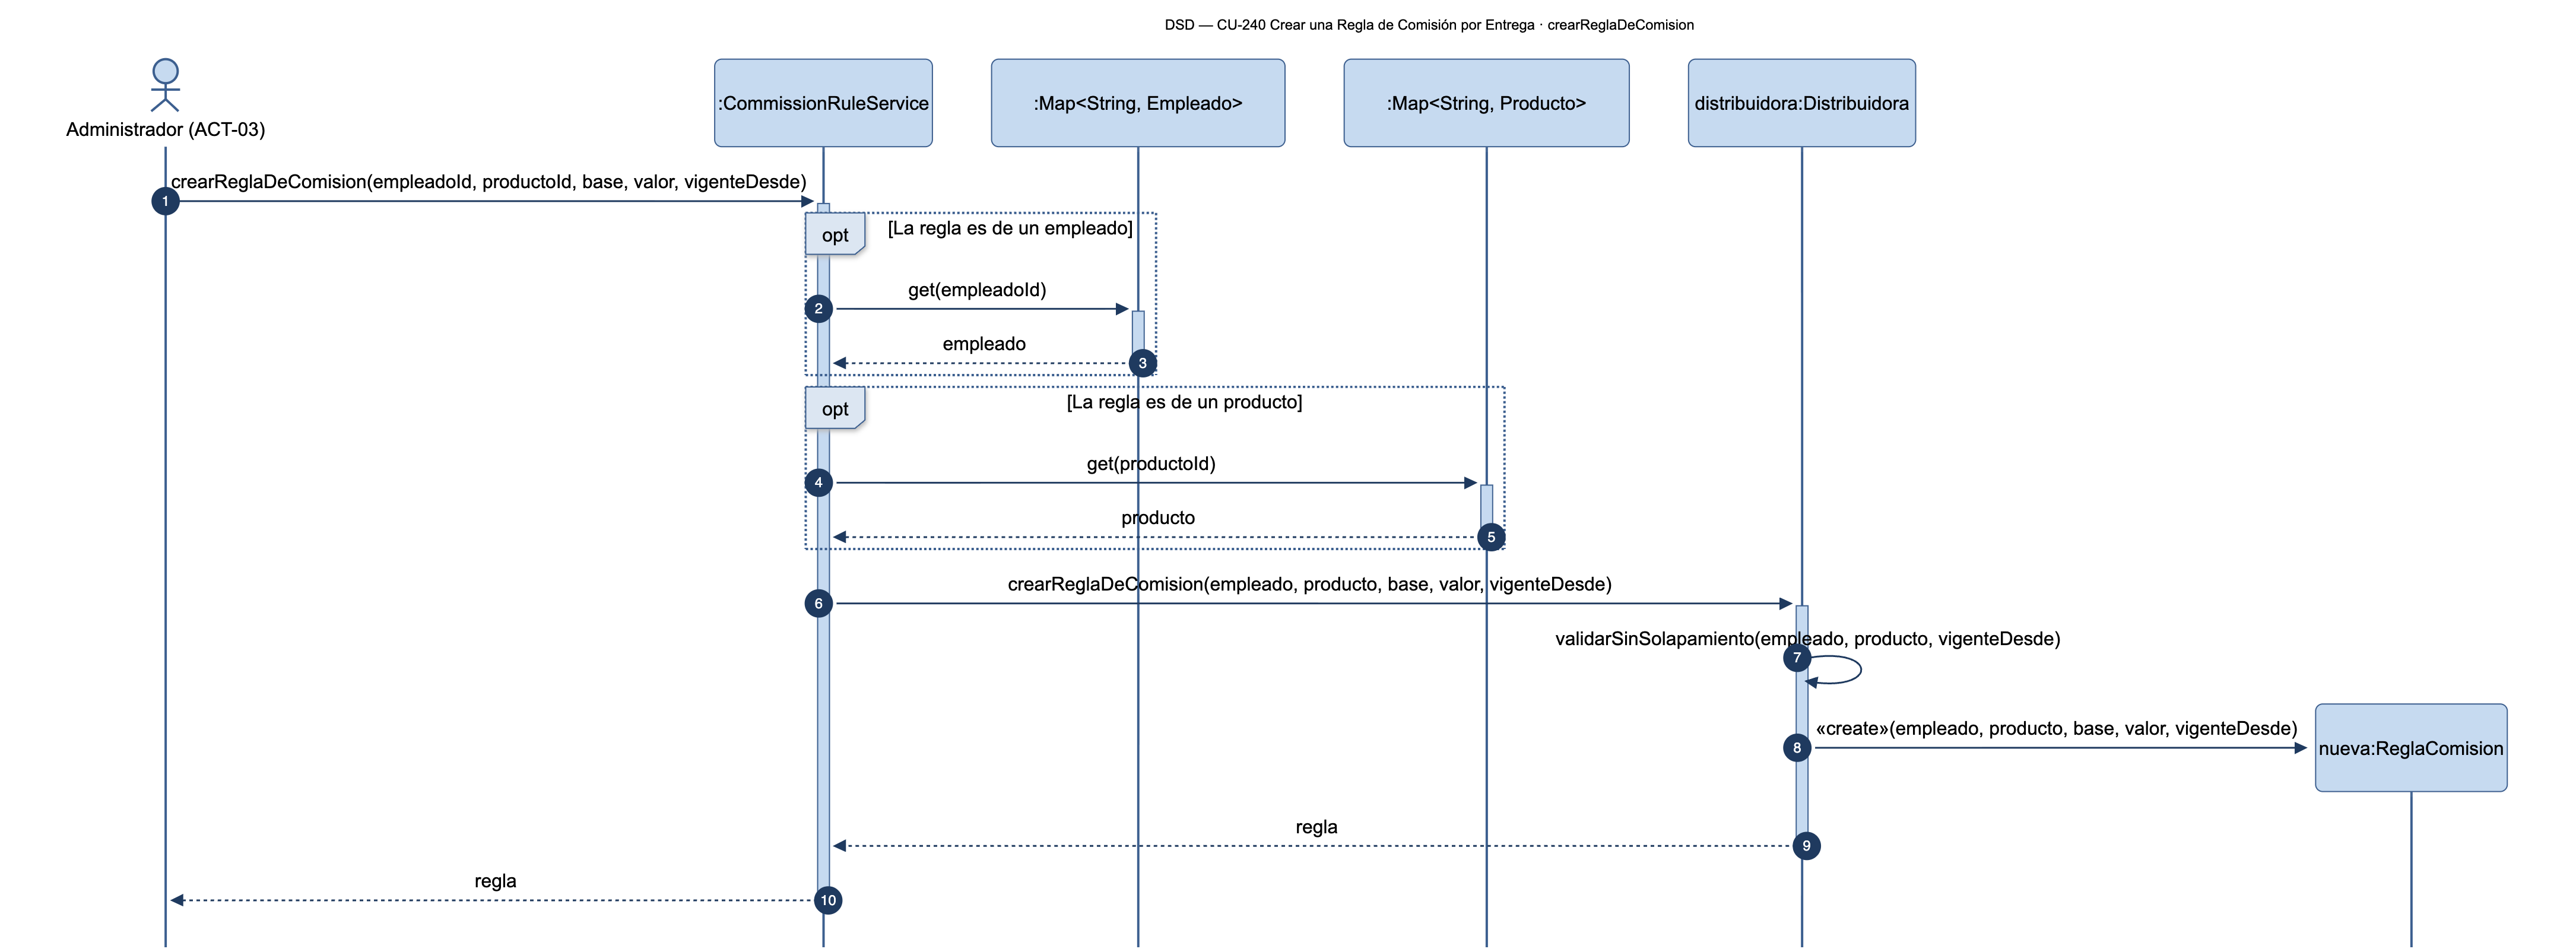 DSD — CU-240 Crear una Regla de Comisión por Entrega · crearReglaDeComision
Administrador (ACT-03)
:CommissionRuleService
:Map<String, Empleado>
:Map<String, Producto>
distribuidora:Distribuidora
crearReglaDeComision(empleadoId, productoId, base, valor, vigenteDesde)
1
opt
[La regla es de un empleado]
get(empleadoId)
2
empleado
3
opt
[La regla es de un producto]
get(productoId)
4
producto
5
crearReglaDeComision(empleado, producto, base, valor, vigenteDesde)
6
validarSinSolapamiento(empleado, producto, vigenteDesde)
7
«create»(empleado, producto, base, valor, vigenteDesde)
8
nueva:ReglaComision
regla
9
regla
10